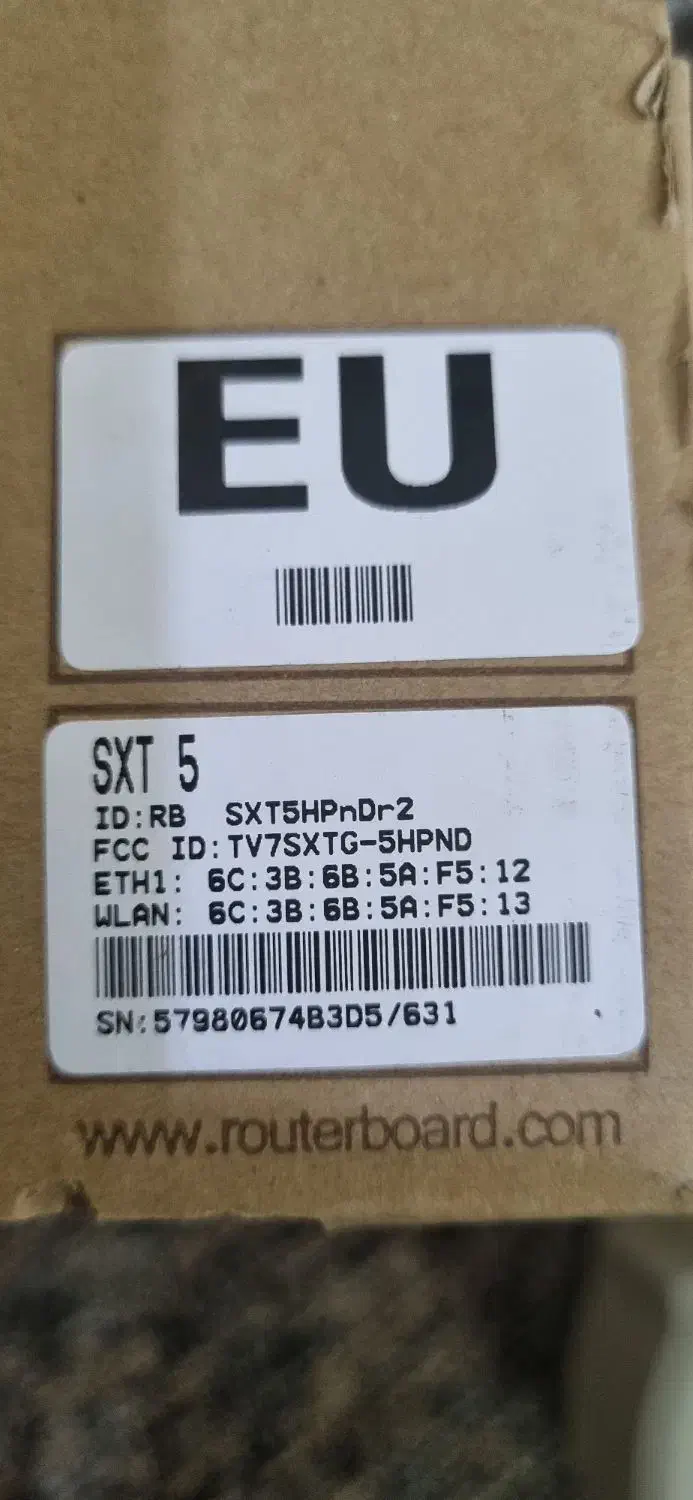 EU
SXT 5
ID:RB SXT5HPnDr2
FCC ID:TV7SXTG-5HPND
ETH1: 6C:3B:6B:5A:F5:12
WLAN: 6C:3B:6B:5A:F5:13
SN:57980674B3D5/631
www.routerboard.com